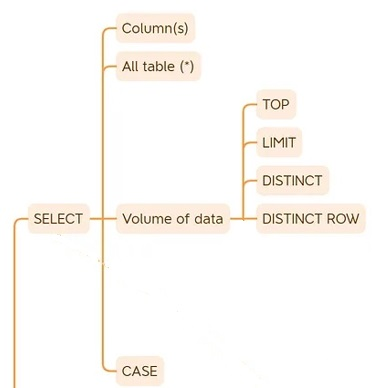 Column(s)
All table (*)
TOP
LIMIT
DISTINCT
SELECT
Volume of data
DISTINCT ROW
CASE